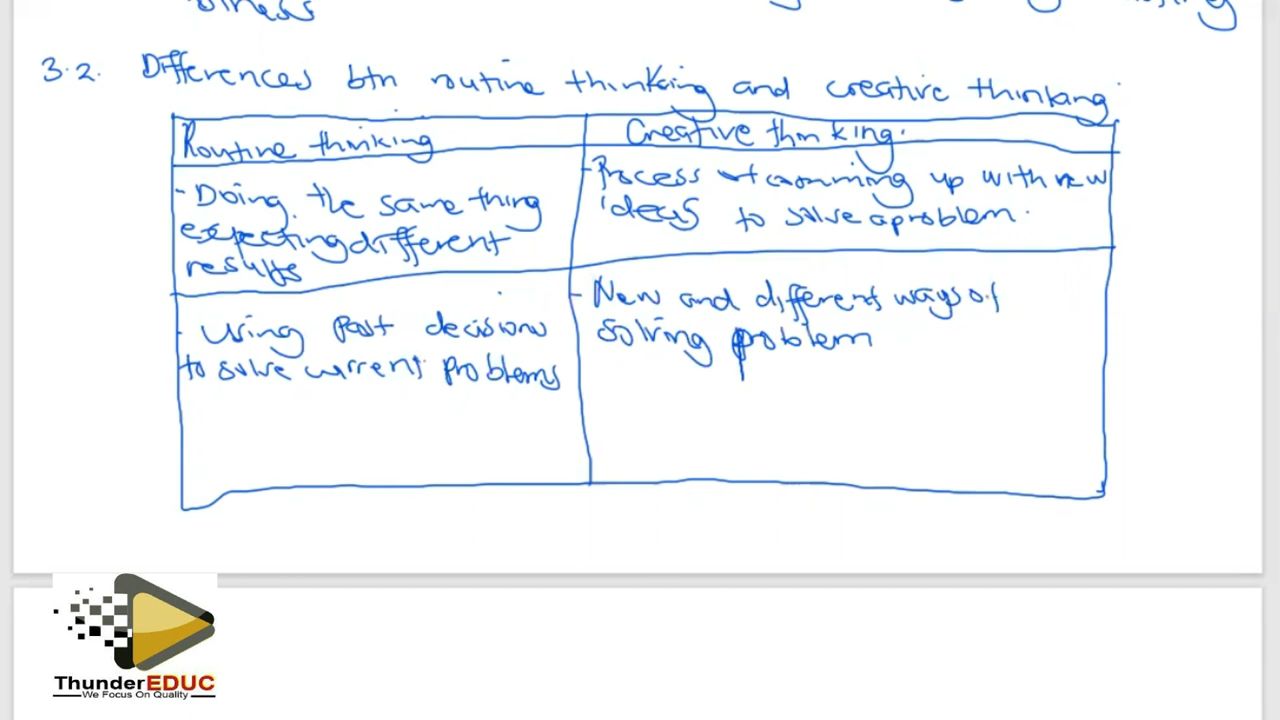 3.2. Differences btn routine thinking and creative thinking
Routine thinking
Creative thinking.
- Doing the same thing
expecting different
results
- Process of comming up with new
ideas to solve a problem.
- Using Past decisions
to solve current problems
- New and different ways of
solving problem
ThunderEDUC
We Focus On Quality